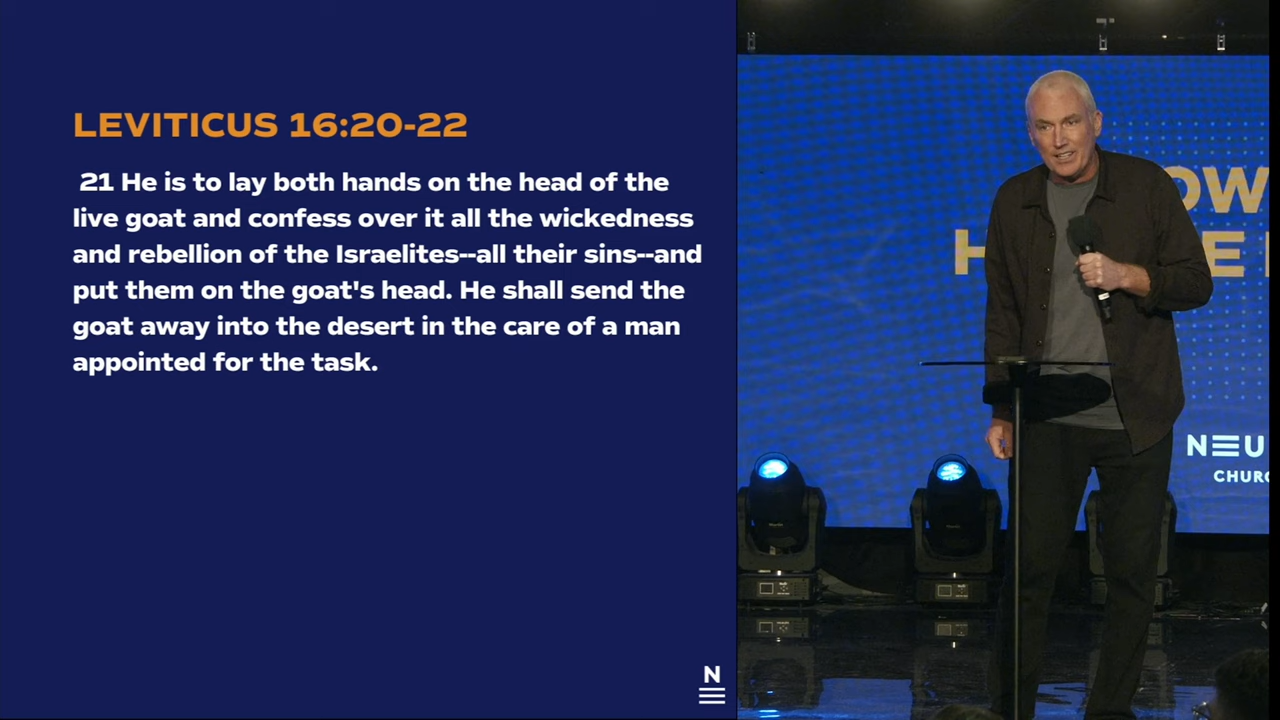 LEVITICUS 16:20-22
21 He is to lay both hands on the head of the
live goat and confess over it all the wickedness
and rebellion of the Israelites--all their sins--and
put them on the goat's head. He shall send the
goat away into the desert in the care of a man
appointed for the task.
N
OW
H
E
NEU
CHURC